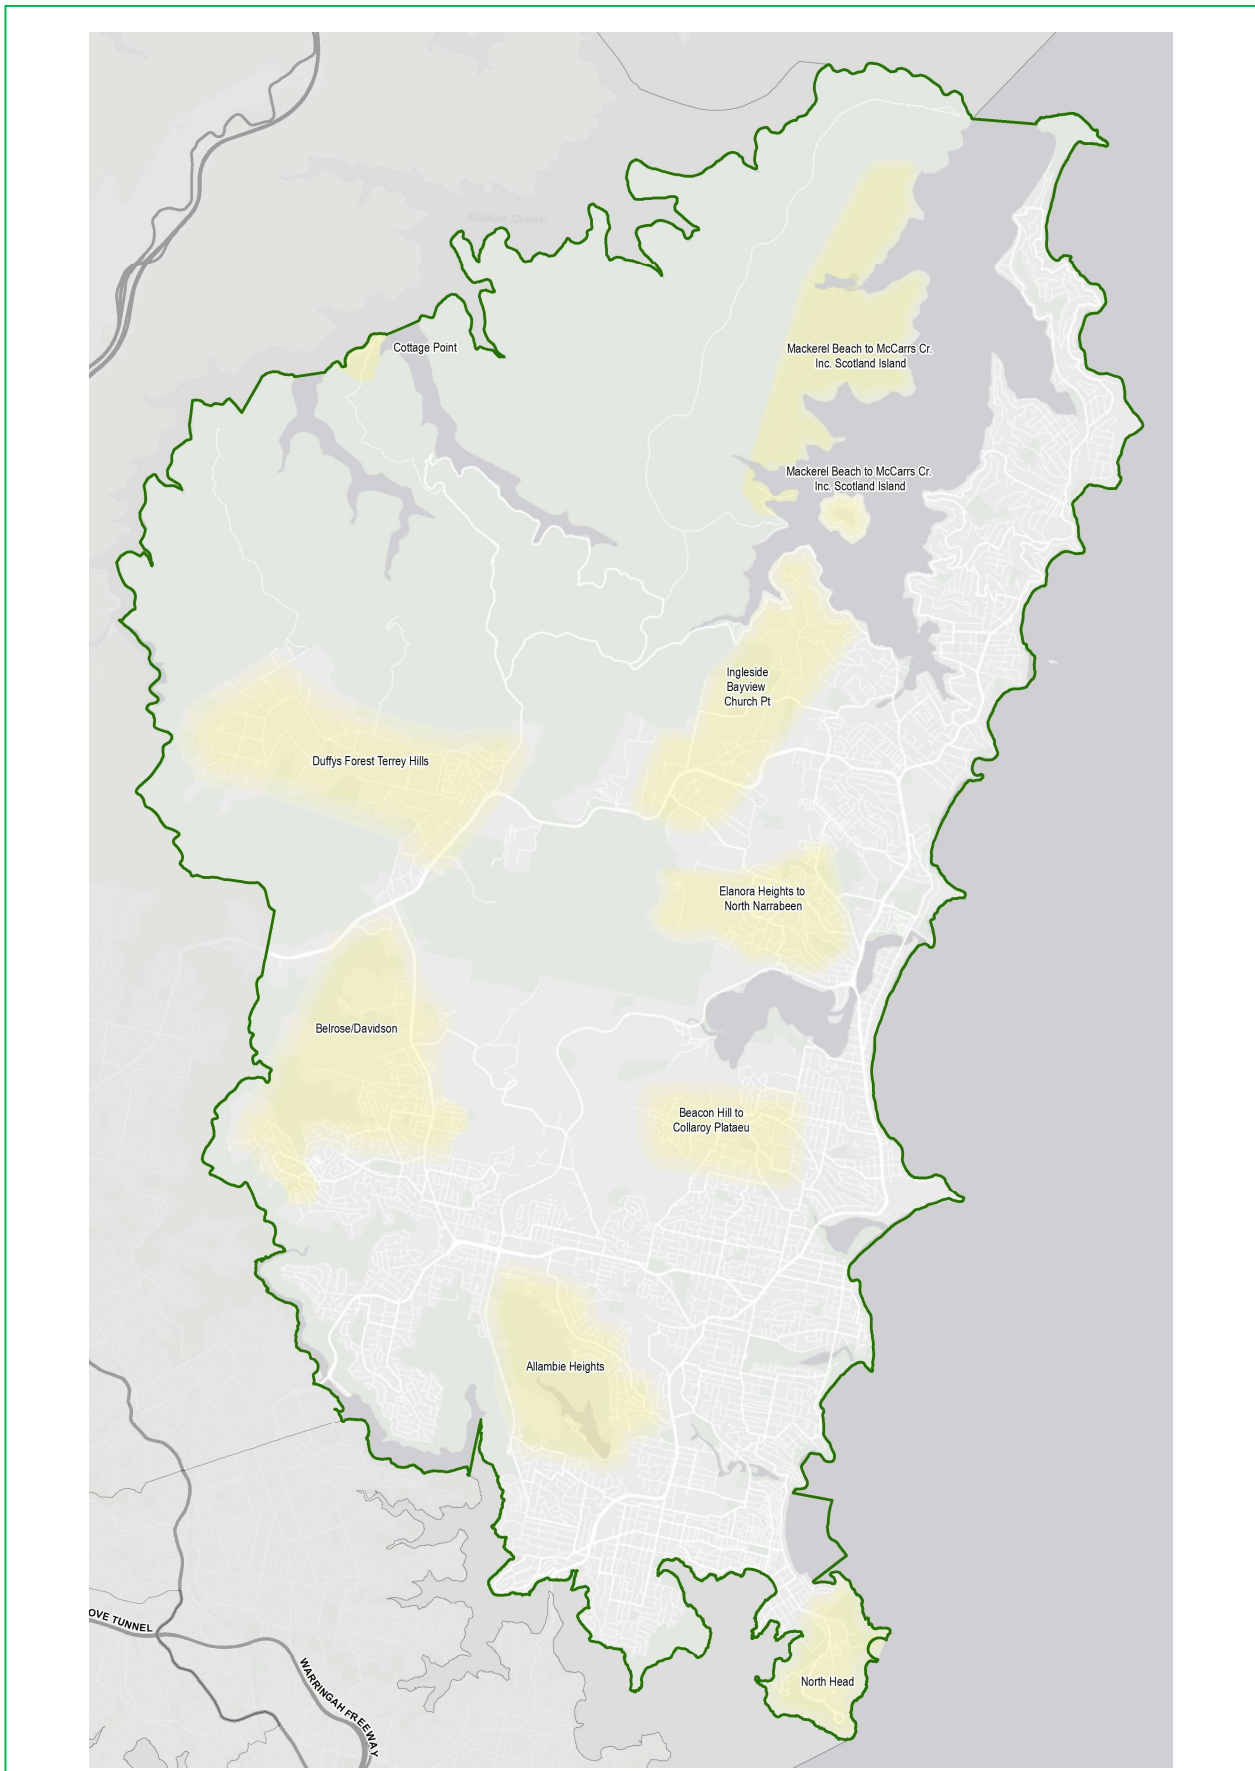 Cowan Creek
Cottage Point
Mackerel Beach to McCarrs Cr.
Inc. Scotland Island
Mackerel Beach to McCarrs Cr.
Inc. Scotland Island
Ingleside
Bayview
Church Pt
Duffys Forest Terrey Hills
Elanora Heights to
North Narrabeen
Belrose/Davidson
Beacon Hill to
Collaroy Plataeu
Allambie Heights
OVE TUNNEL
WARRINGAH FREEWAY
North Head